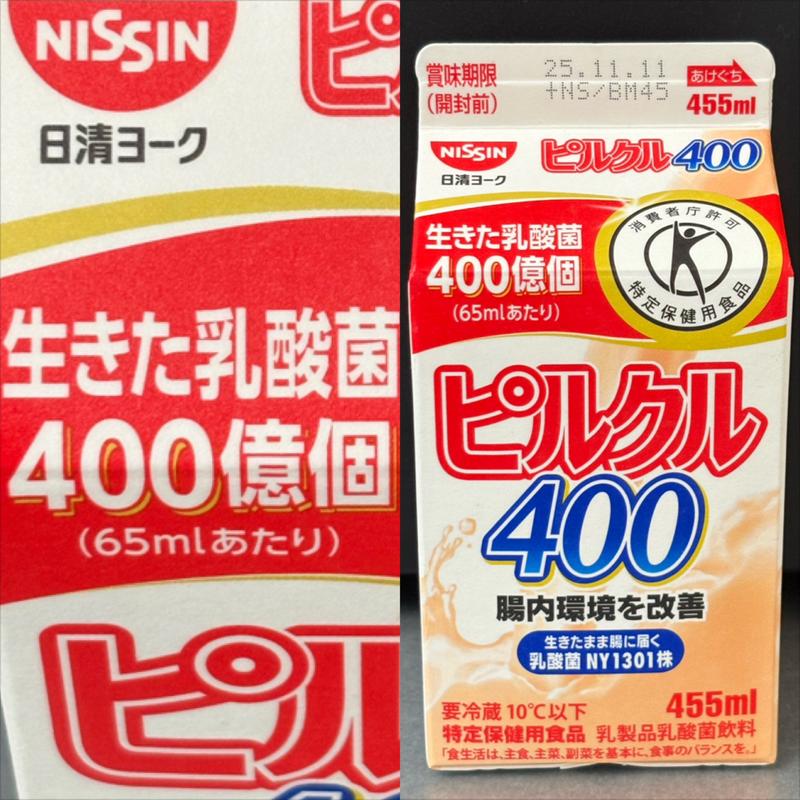 NISSIN
日清ヨーク
生きた乳酸菌
400億個
(65mlあたり)
ピル
賞味期限
(開封前)
25.11.11
+NS/BM45
あけぐち
455ml
NISSIN
日清ヨーク
ピルクル400
生きた乳酸菌
400億個
(65mlあたり)
消費者庁許可
特定保健用食品
ピルクル
400
腸内環境を改善
生きたまま腸に届く
乳酸菌 NY1301株
要冷蔵 10℃以下
455ml
特定保健用食品 乳製品乳酸菌飲料
「食生活は、主食、主菜、副菜を基本に、食事のバランスを。」